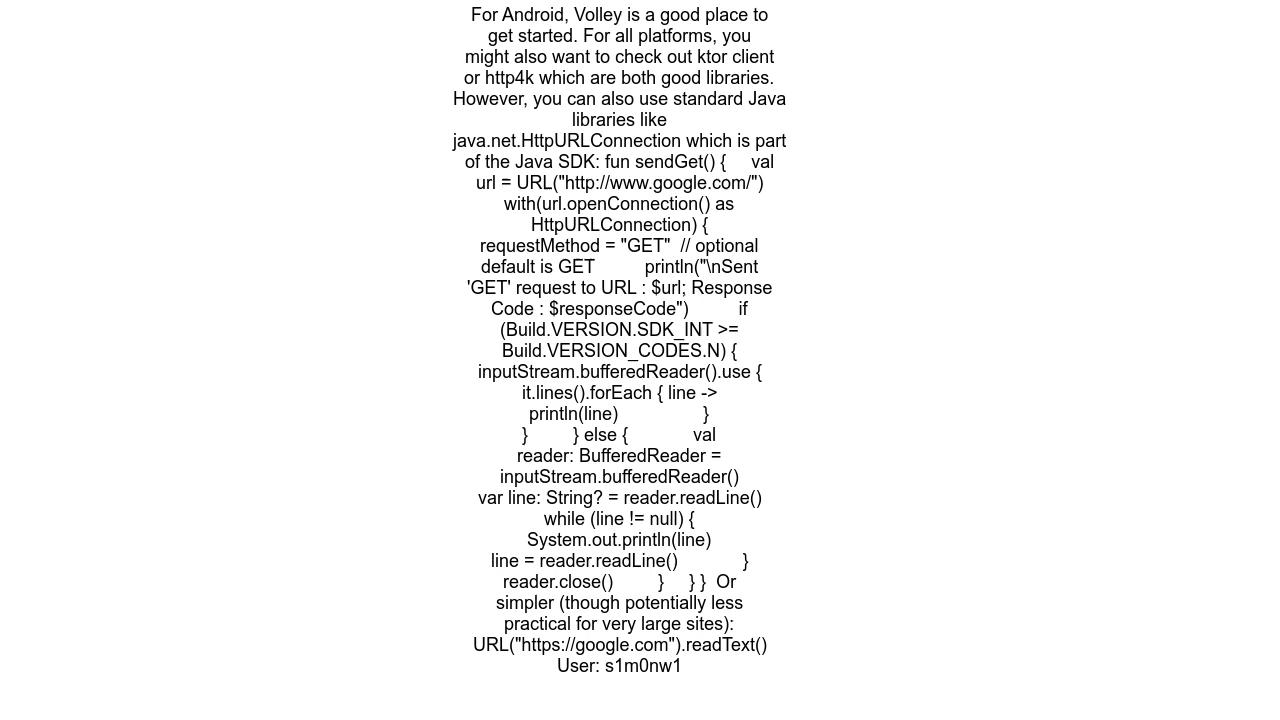 For Android, Volley is a good place to
get started. For all platforms, you
might also want to check out ktor client
or http4k which are both good libraries.
However, you can also use standard Java
libraries like
java.net.HttpURLConnection which is part
of the Java SDK: fun sendGet() {     val
url = URL("http://www.google.com/")
with(url.openConnection() as
HttpURLConnection) {
requestMethod = "GET"  // optional
default is GET          println("\nSent
'GET' request to URL : $url; Response
Code : $responseCode")          if
(Build.VERSION.SDK_INT >=
Build.VERSION_CODES.N) {
inputStream.bufferedReader().use {
it.lines().forEach { line ->
println(line)                 }
}         } else {             val
reader: BufferedReader =
inputStream.bufferedReader()
var line: String? = reader.readLine()
while (line != null) {
System.out.println(line)
line = reader.readLine()             }
reader.close()         }     } }  Or
simpler (though potentially less
practical for very large sites):
URL("https://google.com").readText()
User: s1m0nw1